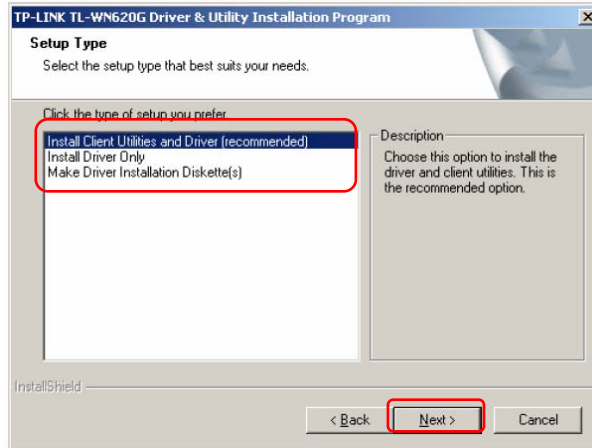 TP-LINK TL-WN620G Driver & Utility Installation Program
Setup Type
Select the setup type that best suits your needs.
Click the type of setup you prefer
Install Client Utilities and Driver (recommended)
Install Driver Only
Make Driver Installation Diskette(s)
Description
Choose this option to install the
driver and client utilities. This is
the recommended option.
InstallShield
< Back
Next >
Cancel